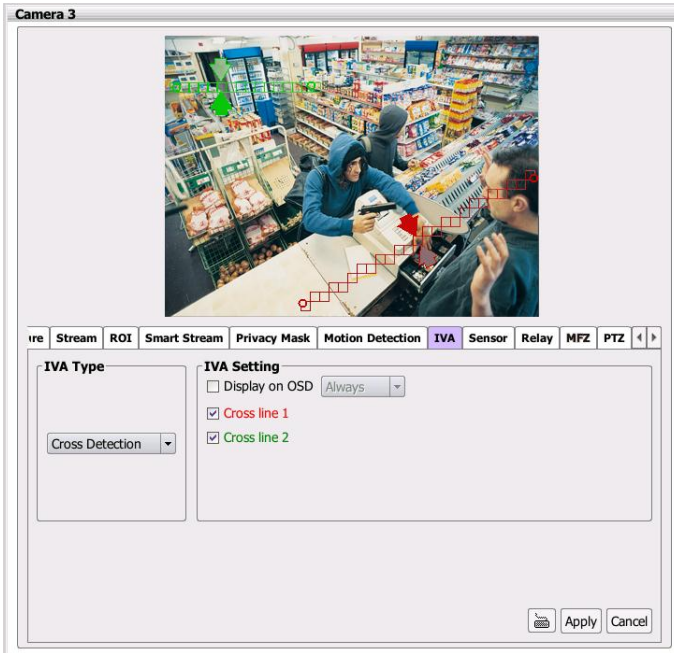 Camera 3
ure Stream ROI Smart Stream Privacy Mask Motion Detection IVA Sensor Relay MFZ PTZ
IVA Type
IVA Setting
Display on OSD Always
Cross line 1
Cross Detection
Cross line 2
Apply Cancel